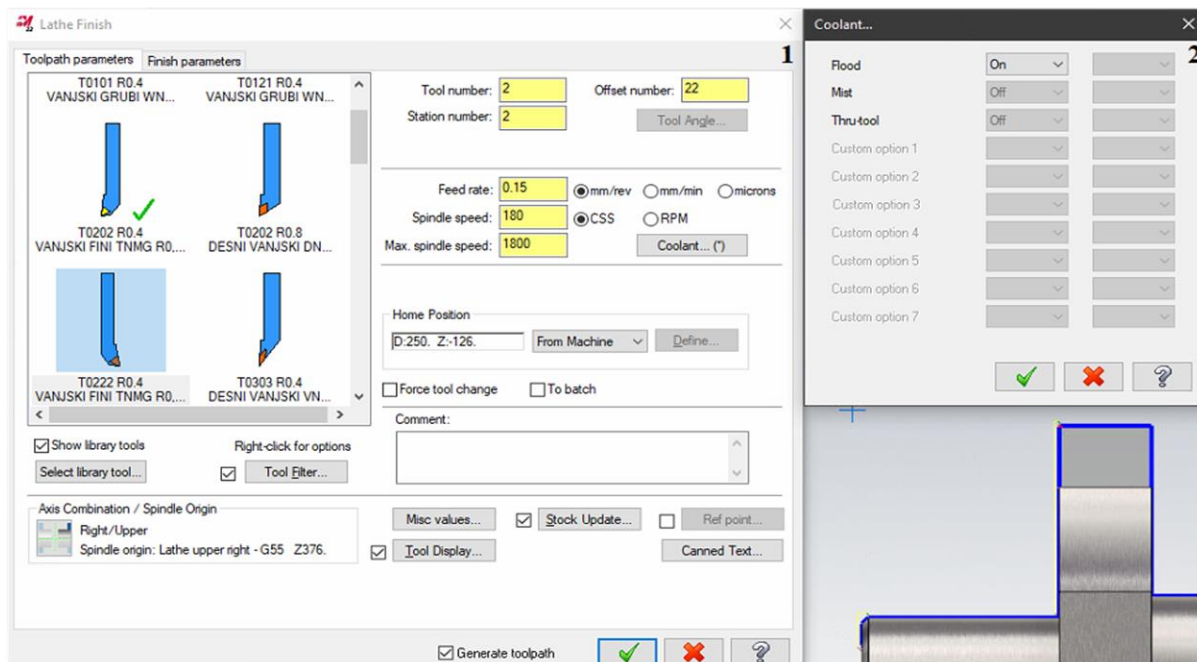 Lathe Finish
1
Toolpath parameters Finish parameters
T0101 R0.4 T0121 R0.4
VANJSKI GRUBI WN... VANJSKI GRUBI WN...
T0202 R0.4 T0202 R0.8
VANJSKI FINI TNMG R0,... DESNI VANJSKI DN...
T0222 R0.4 T0303 R0.4
VANJSKI FINI TNMG R0,... DESNI VANJSKI VN...
Show library tools Right-click for options
Select library tool... Tool Filter...
Axis Combination / Spindle Origin
Right/Upper
Spindle origin: Lathe upper right - G55 Z376.
Tool number: 2 Offset number: 22
Station number: 2 Tool Angle...
Feed rate: 0.15 mm/rev mm/min microns
Spindle speed: 180 CSS RPM
Max. spindle speed: 1800 Coolant... (*)
Home Position
D:250. Z:-126. From Machine Define...
Force tool change To batch
Comment:
Misc values... Stock Update... Ref point...
Tool Display... Canned Text...
Generate toolpath
Coolant...
2
Flood On
Mist Off
Thru-tool Off
Custom option 1
Custom option 2
Custom option 3
Custom option 4
Custom option 5
Custom option 6
Custom option 7